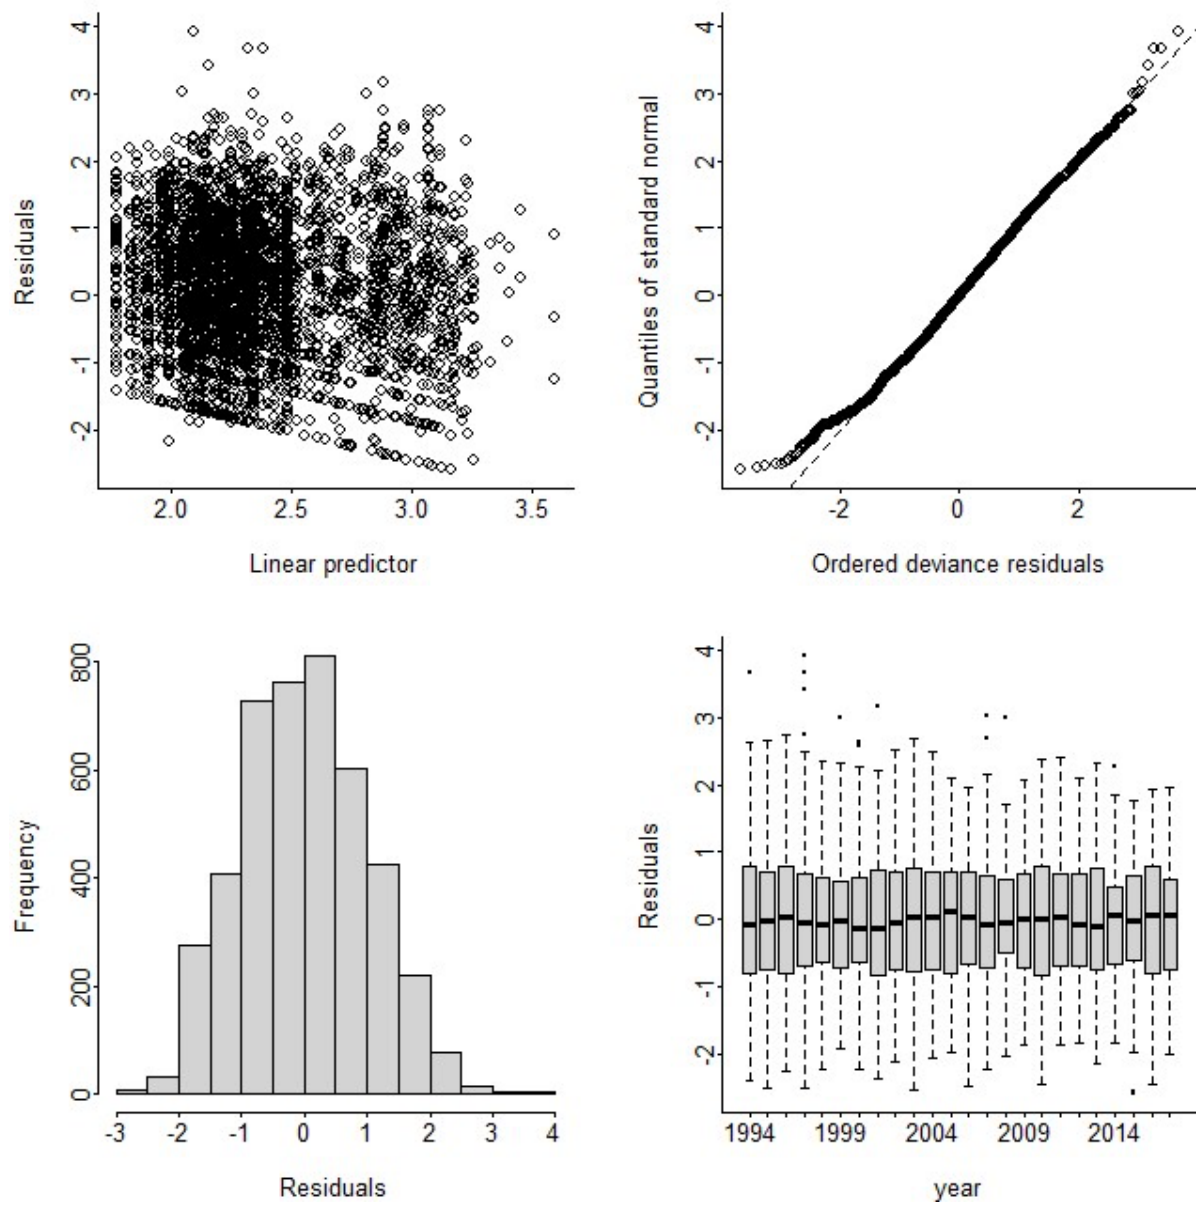 4
3
2
1
0
-1
-2
Residuals
2.0 2.5 3.0 3.5
Linear predictor
4
3
2
1
0
-1
-2
Quantiles of standard normal
-2 0 2
Ordered deviance residuals
800
600
400
200
0
Frequency
-3 -2 -1 0 1 2 3 4
Residuals
4
3
2
1
0
-1
-2
Residuals
1994 1999 2004 2009 2014
year